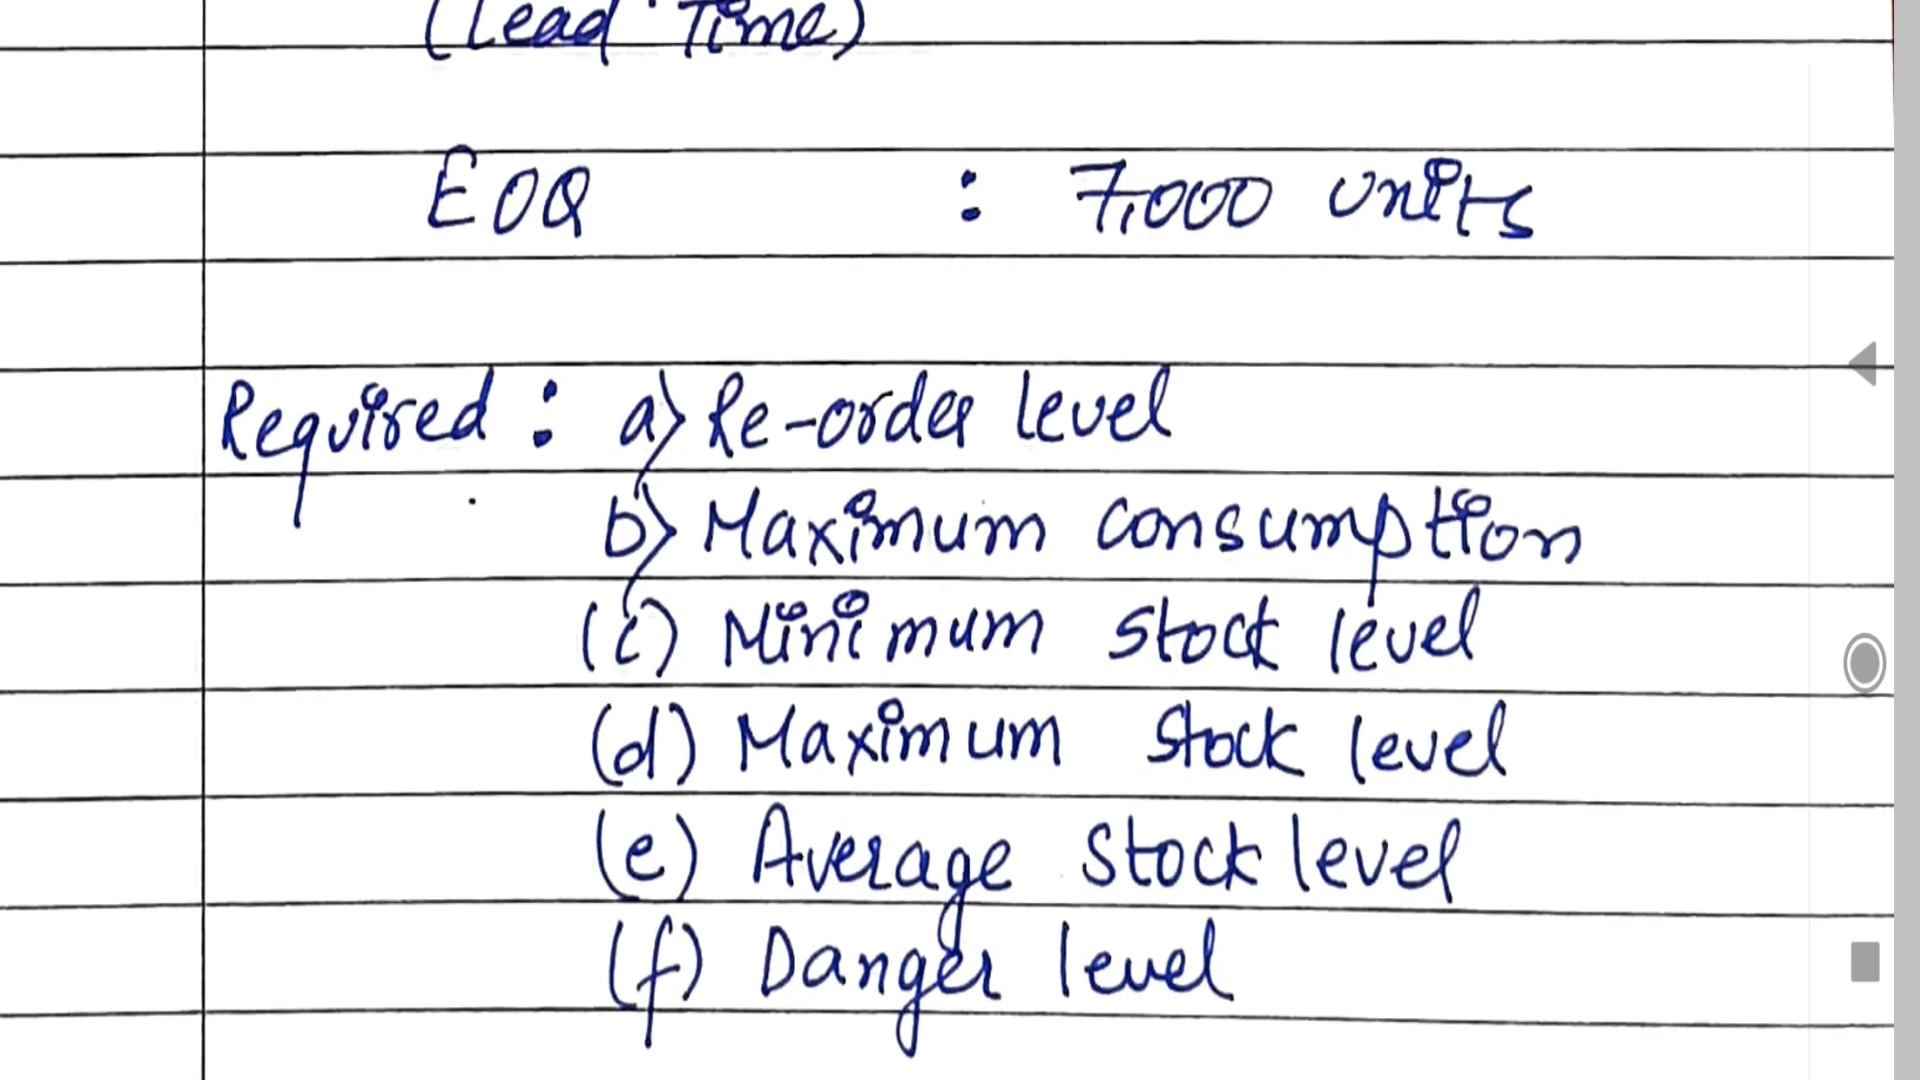 (Lead Time)
EOQ : 7,000 units
Required : a) Re-order level
b) Maximum consumption
(c) Minimum stock level
(d) Maximum stock level
(e) Average stock level
(f) Danger level